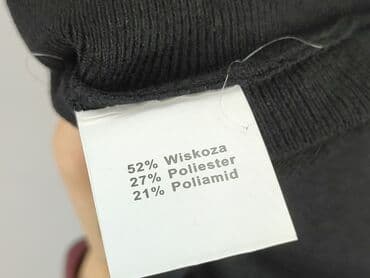 52% Wiskoza
27% Poliester
21% Poliamid